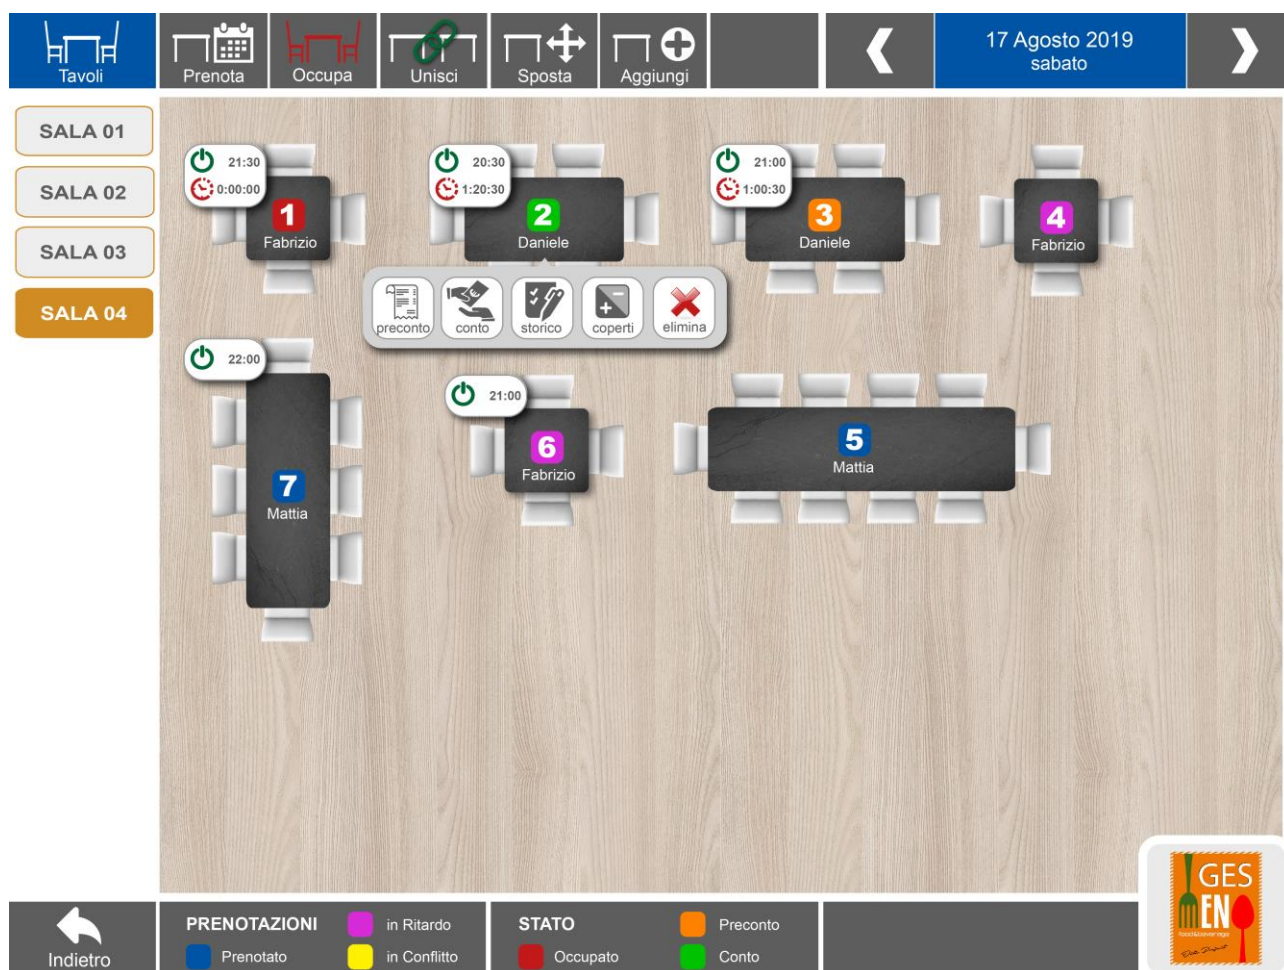 Tavoli
Prenota
Occupa
Unisci
Sposta
Aggiungi
17 Agosto 2019
sabato
SALA 01
SALA 02
SALA 03
SALA 04
21:30
0:00:00
1
Fabrizio
20:30
1:20:30
2
Daniele
21:00
1:00:30
3
Daniele
4
Fabrizio
preconto
conto
storico
coperti
elimina
22:00
7
Mattia
21:00
6
Fabrizio
5
Mattia
Indietro
PRENOTAZIONI
in Ritardo
Prenotato
in Conflitto
STATO
Preconto
Occupato
Conto
GES
EN
food&beverage